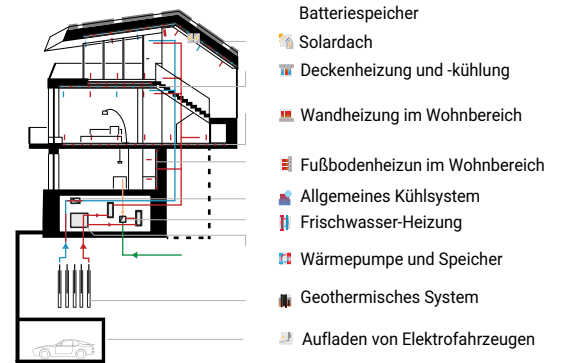 Batteriespeicher
Solardach
Deckenheizung und -kühlung
Wandheizung im Wohnbereich
Fußbodenheizun im Wohnbereich
Allgemeines Kühlsystem
Frischwasser-Heizung
Wärmepumpe und Speicher
Geothermisches System
Aufladen von Elektrofahrzeugen